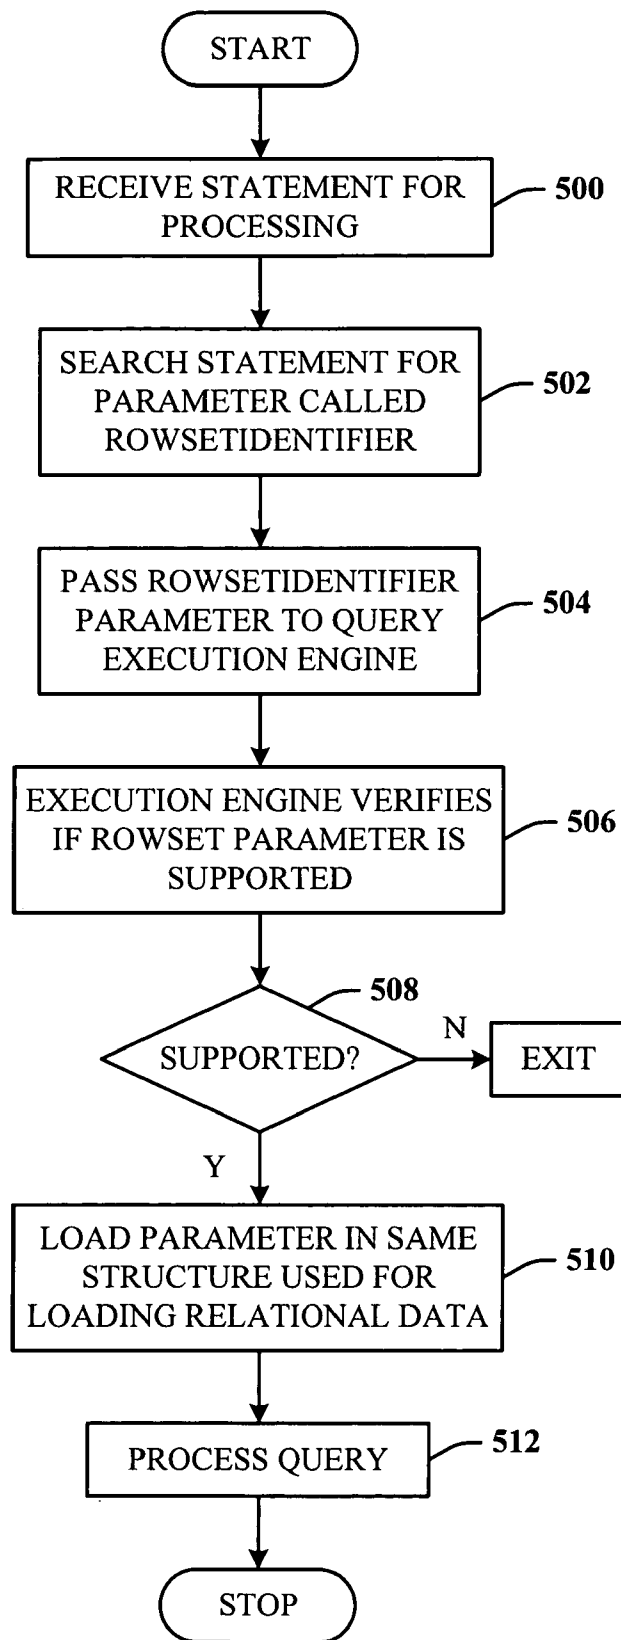 START
RECEIVE STATEMENT FOR
PROCESSING
500
SEARCH STATEMENT FOR
PARAMETER CALLED
ROWSETIDENTIFIER
502
PASS ROWSETIDENTIFIER
PARAMETER TO QUERY
EXECUTION ENGINE
504
EXECUTION ENGINE VERIFIES
IF ROWSET PARAMETER IS
SUPPORTED
506
508
SUPPORTED?
N
EXIT
Y
LOAD PARAMETER IN SAME
STRUCTURE USED FOR
LOADING RELATIONAL DATA
510
PROCESS QUERY
512
STOP